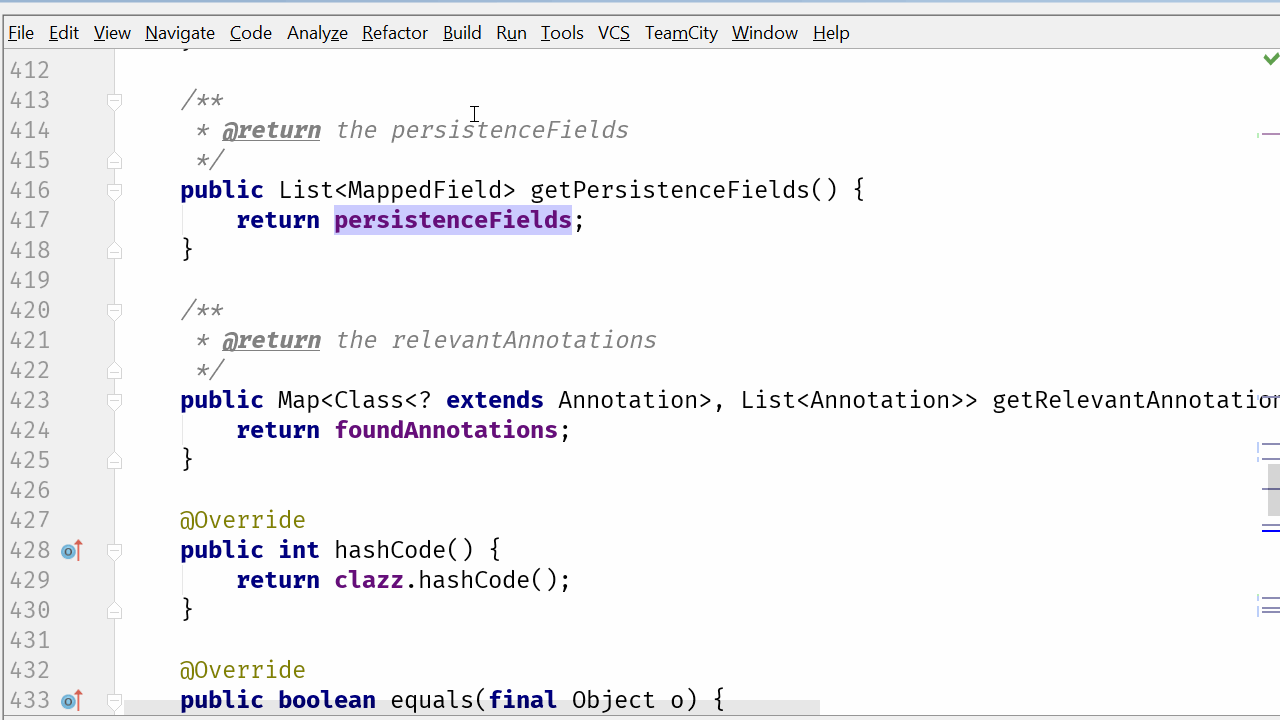 File Edit View Navigate Code Analyze Refactor Build Run Tools VCS TeamCity Window Help
412
413 /**
414 * @return the persistenceFields
415 */
416 public List<MappedField> getPersistenceFields() {
417 return persistenceFields;
418 }
419
420 /**
421 * @return the relevantAnnotations
422 */
423 public Map<Class<? extends Annotation>, List<Annotation>> getRelevantAnnotation
424 return foundAnnotations;
425 }
426
427 @Override
428 public int hashCode() {
429 return clazz.hashCode();
430 }
431
432 @Override
433 public boolean equals(final Object o) {